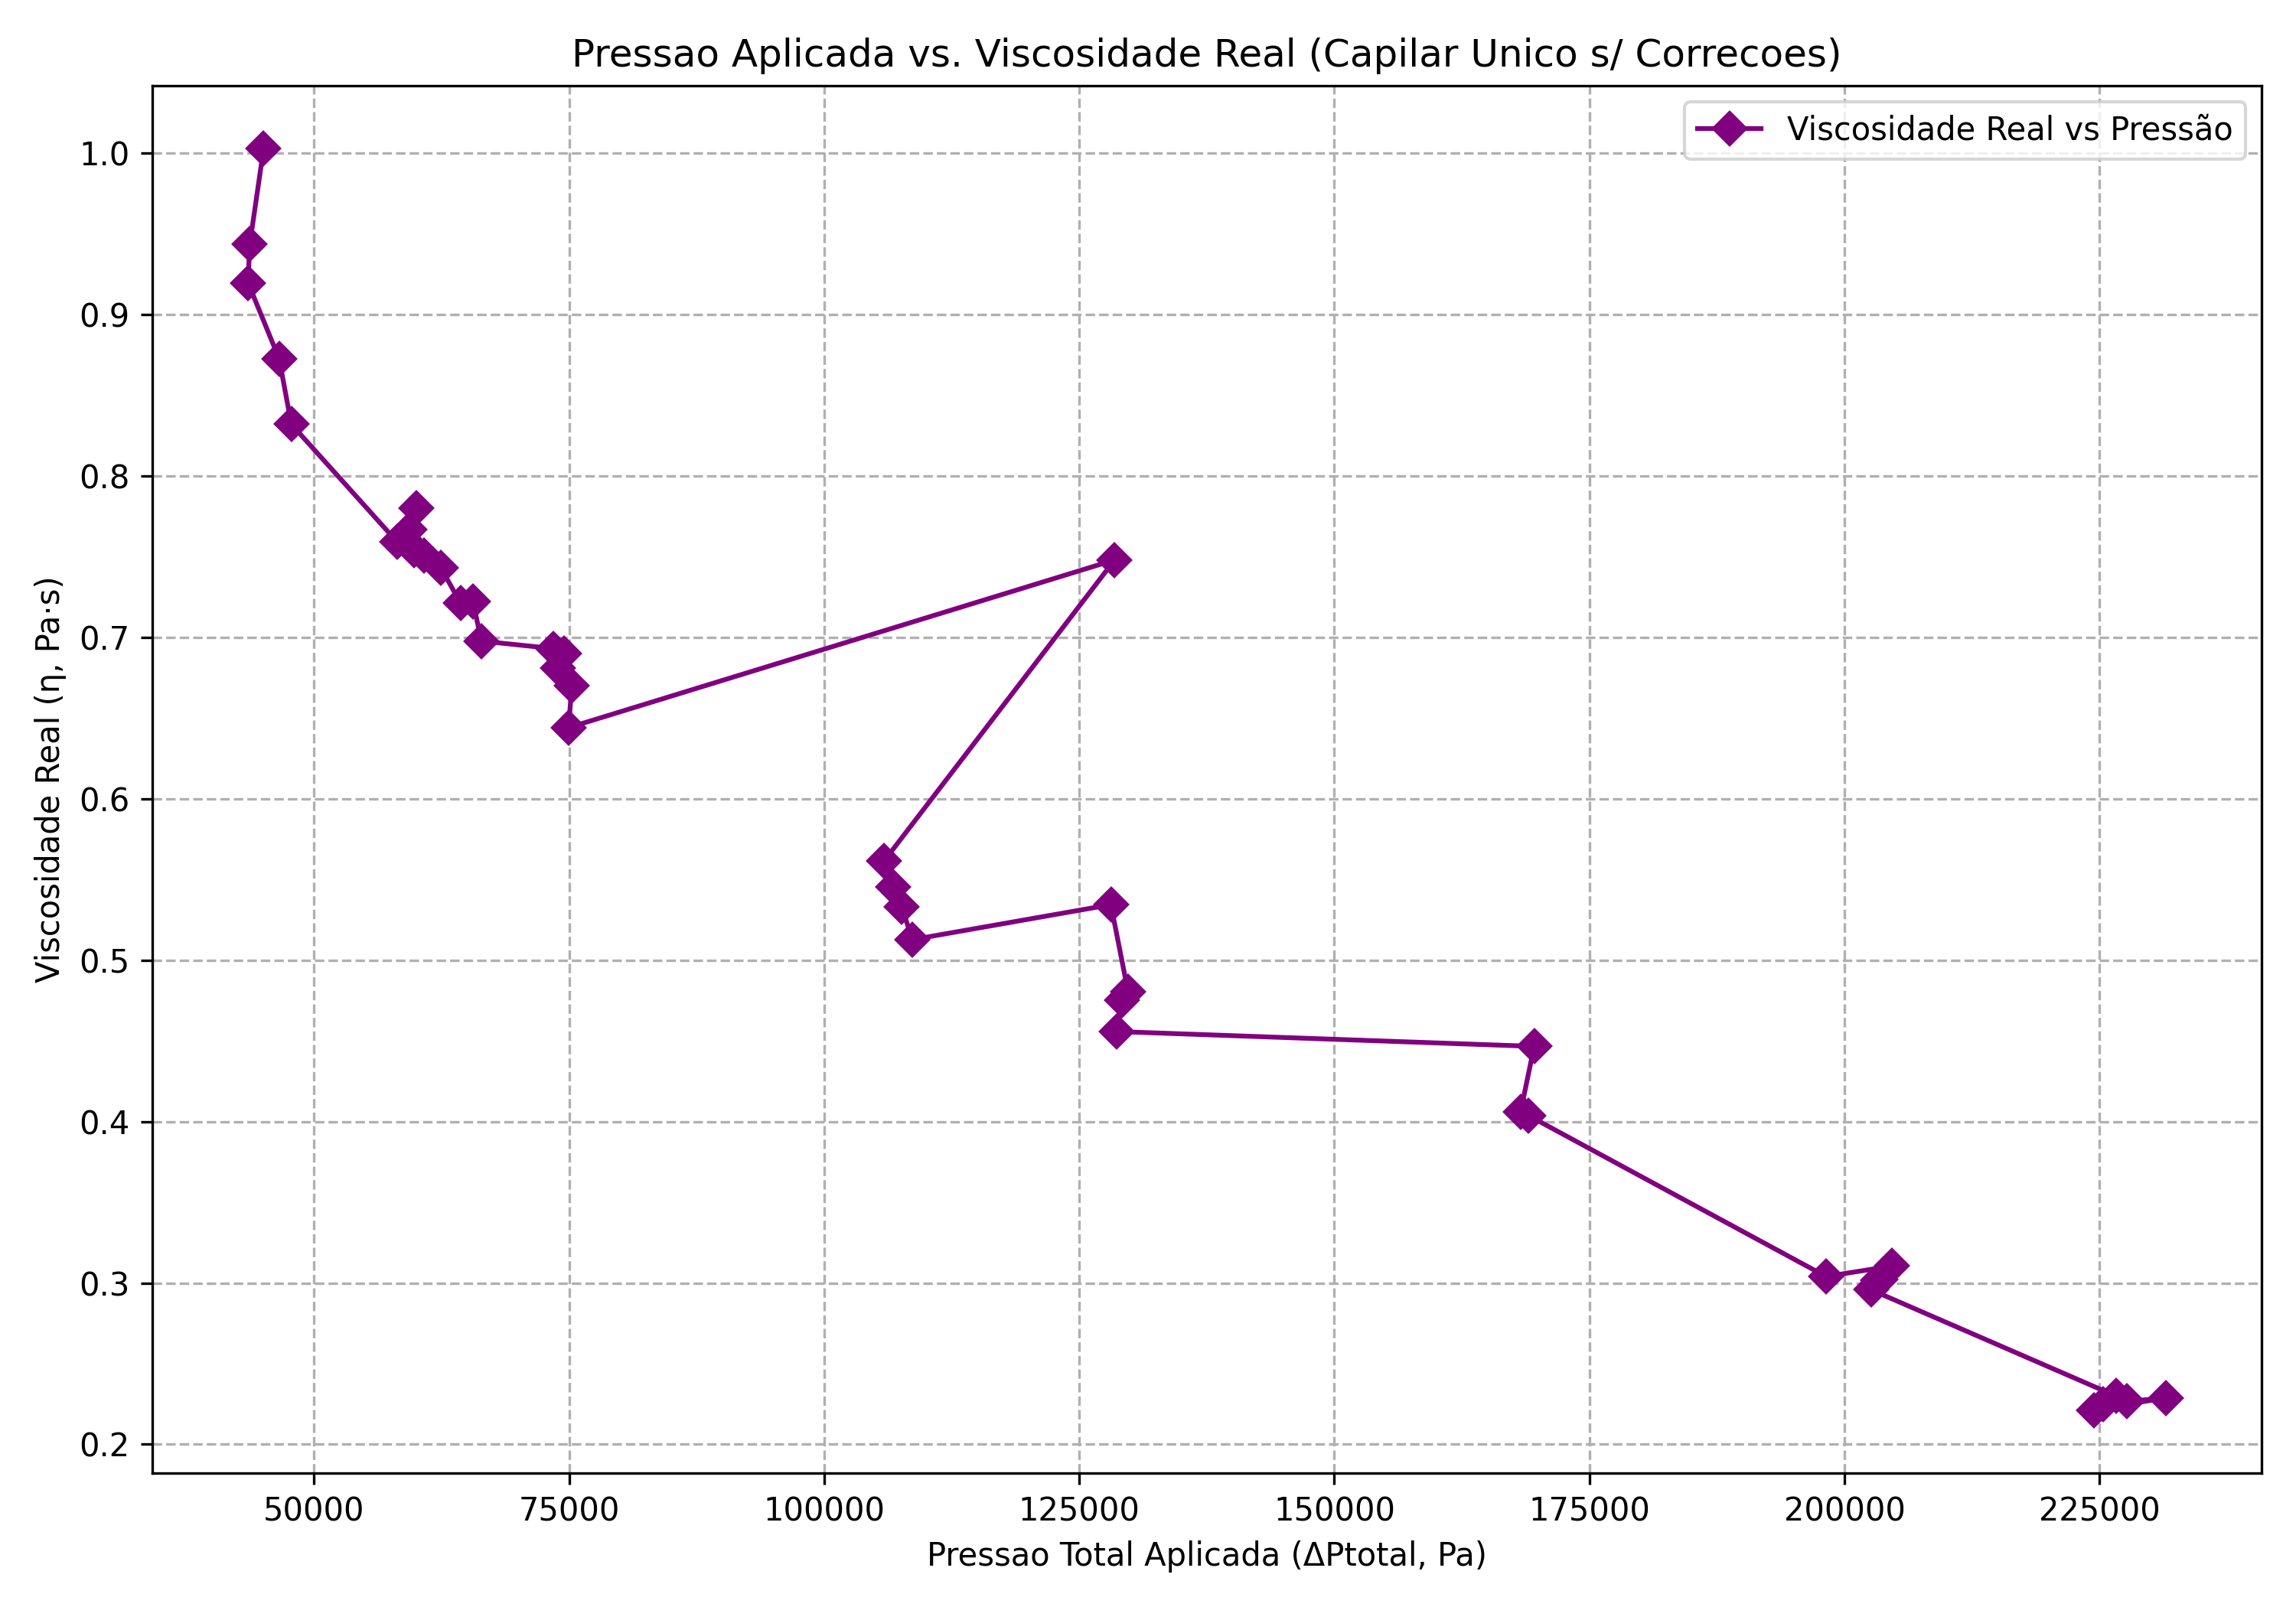 Pressao Aplicada vs. Viscosidade Real (Capilar Unico s/ Correcoes)
Viscosidade Real vs Pressão
1.0
0.9
0.8
0.7
0.6
0.5
0.4
0.3
0.2
Viscosidade Real (η, Pa·s)
50000 75000 100000 125000 150000 175000 200000 225000
Pressao Total Aplicada (ΔPtotal, Pa)